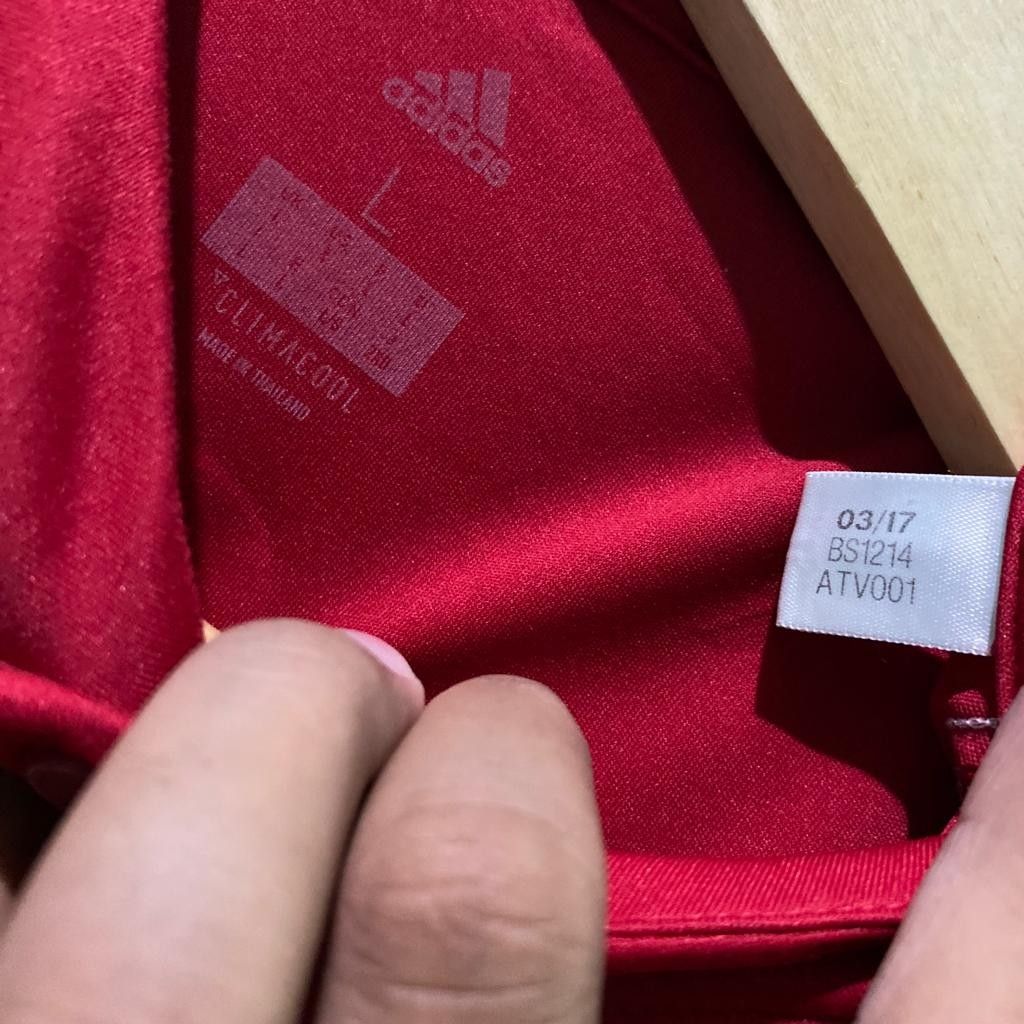 adidas
L
CLIMACOOL
MADE IN THAILAND
03/17
BS1214
ATV001